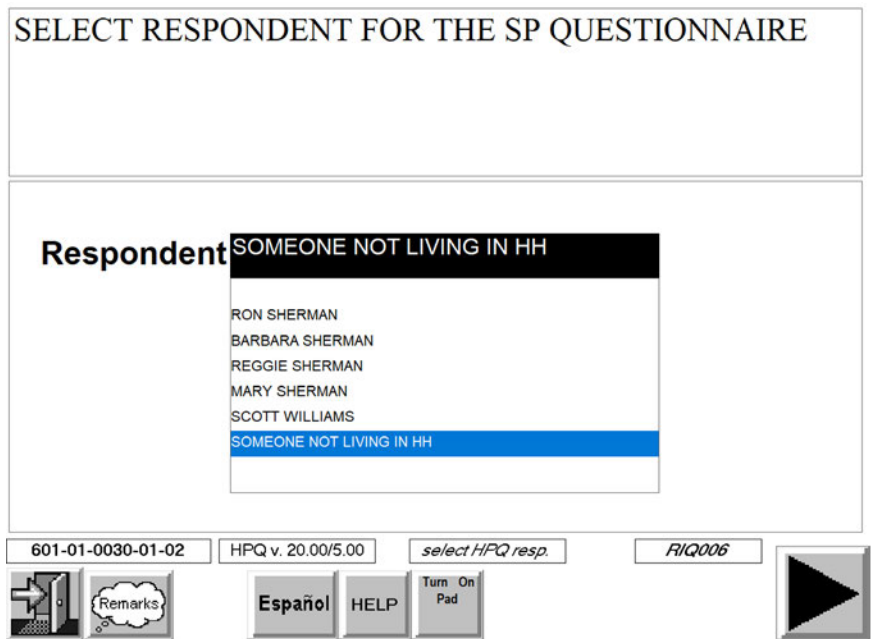 SELECT RESPONDENT FOR THE SP QUESTIONNAIRE
Respondent SOMEONE NOT LIVING IN HH
RON SHERMAN
BARBARA SHERMAN
REGGIE SHERMAN
MARY SHERMAN
SCOTT WILLIAMS
SOMEONE NOT LIVING IN HH
601-01-0030-01-02 HPQ v. 20.00/5.00 select HPQ resp. RIQ006
Remarks Español HELP Turn On
Pad